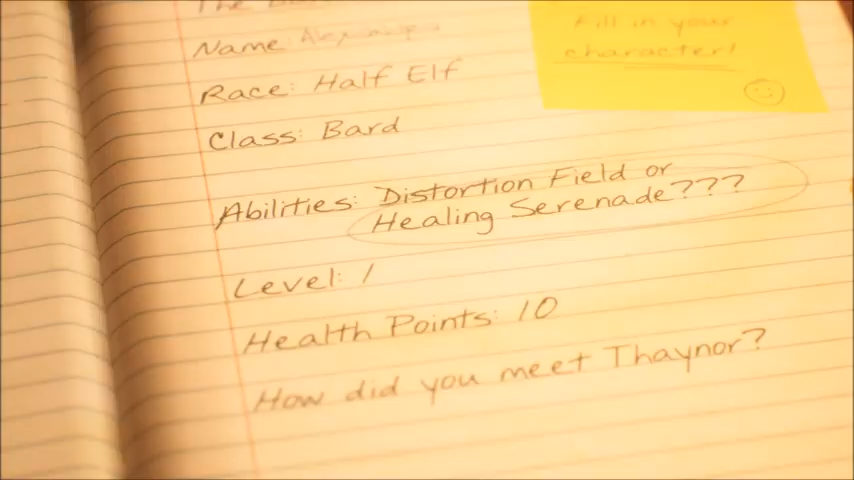 Fill in your
character!
Name:
Race: Half Elf
Class: Bard
Abilities: Distortion Field or
Healing Serenade???
Level: 1
Health Points: 10
How did you meet Thaynor?